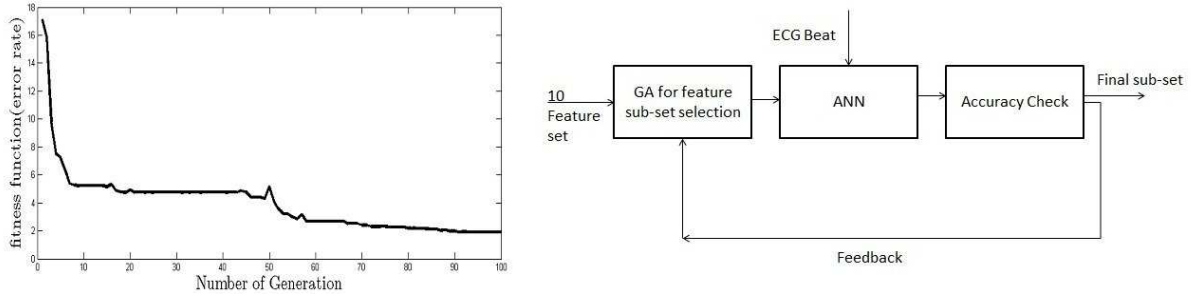 fitness function(error rate)
18
16
14
12
10
8
6
4
2
0
0 10 20 30 40 50 60 70 80 90 100
Number of Generation
ECG Beat
10
Feature
set
GA for feature
sub-set selection
ANN
Accuracy Check
Final sub-set
Feedback